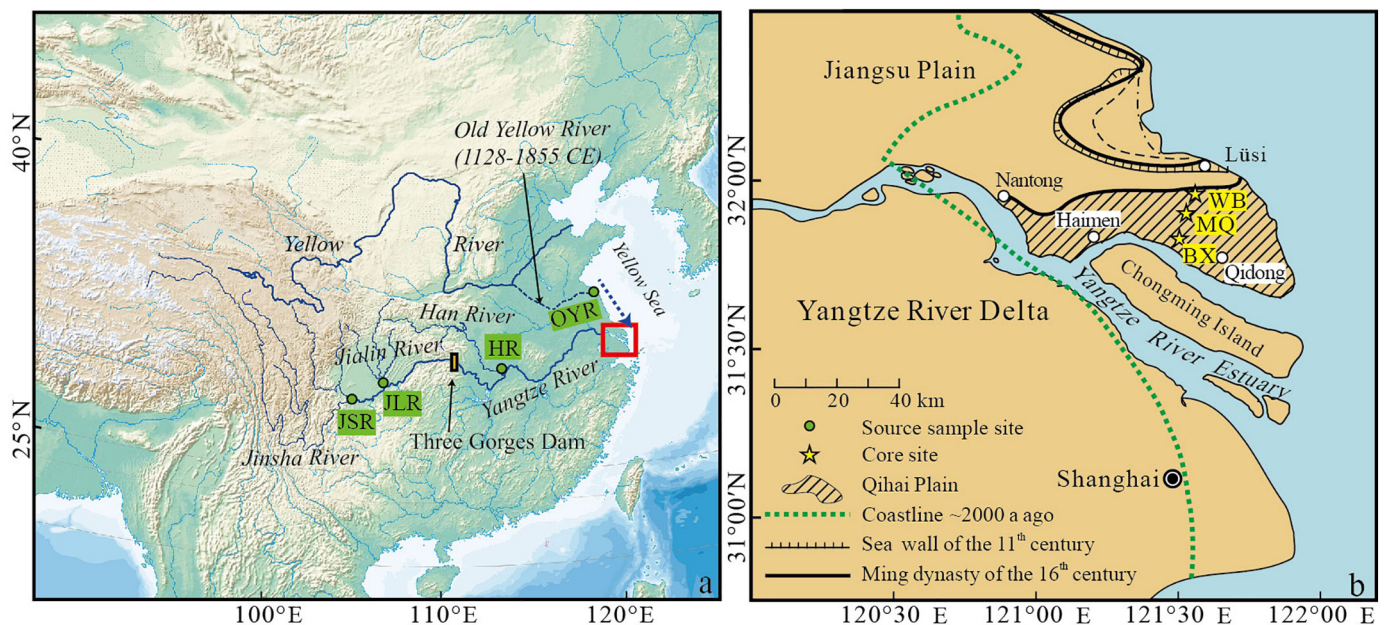 40°N
25°N
100°E
110°E
120°E
Old Yellow River
(1128-1855 CE)
Yellow
River
Yellow Sea
OYR
Han River
HR
Jialin River
Yangtze River
JLR
JSR
Three Gorges Dam
Jinsha River
a
32°00'N
31°30'N
31°00'N
120°30 E
121°00 E
121°30 E
122°00 E
Jiangsu Plain
Lüsi
Nantong
WB
Haimen
MQ
BX
Qidong
Chongming Island
Yangtze River Estuary
Yangtze River Delta
0 20 40 km
Source sample site
Core site
Qihai Plain
Shanghai
Coastline ~2000 a ago
Sea wall of the 11th century
Ming dynasty of the 16th century
b